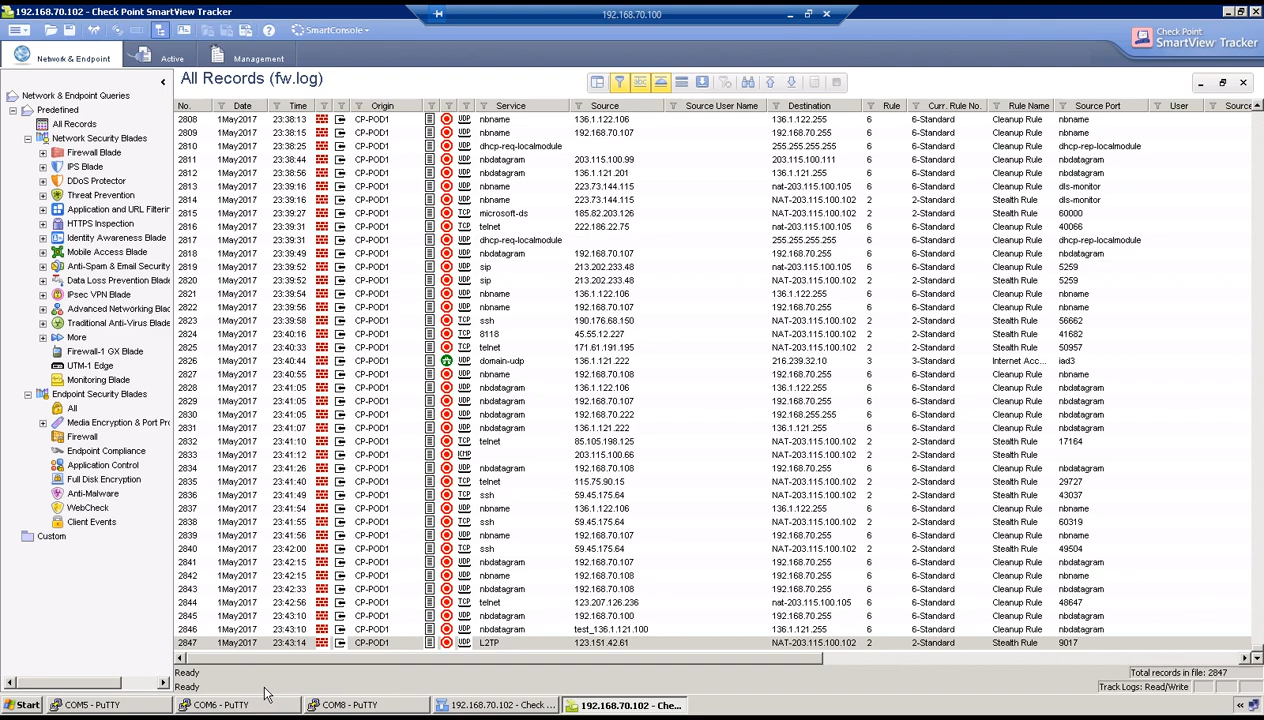 192.168.70.102 - Check Point SmartView Tracker
192.168.70.100
SmartConsole
Check Point
SmartView Tracker
Network & Endpoint
Active
Management
All Records (fw.log)
Network & Endpoint Queries
Predefined
All Records
Network Security Blades
Firewall Blade
IPS Blade
DDoS Protector
Threat Prevention
Application and URL Filterin
HTTPS Inspection
Identity Awareness Blade
Mobile Access Blade
Anti-Spam & Email Security
Data Loss Prevention Blade
IPsec VPN Blade
Advanced Networking Blad
Traditional Anti-Virus Blade
More
Firewall-1 GX Blade
UTM-1 Edge
Monitoring Blade
Endpoint Security Blades
All
Media Encryption & Port Pr
Firewall
Endpoint Compliance
Application Control
Full Disk Encryption
Anti-Malware
WebCheck
Client Events
Custom
No. Date Time Origin Service Source Source User Name Destination Rule Curr. Rule No. Rule Name Source Port User Source
2808 1May2017 23:38:13 CP-POD1 UDP nbname 136.1.122.106 136.1.122.255 6 6-Standard Cleanup Rule nbname
2809 1May2017 23:38:15 CP-POD1 UDP nbname 192.168.70.107 192.168.70.255 6 6-Standard Cleanup Rule nbname
2810 1May2017 23:38:25 CP-POD1 UDP dhcp-req-localmodule 255.255.255.255 6 6-Standard Cleanup Rule dhcp-rep-localmodule
2811 1May2017 23:38:44 CP-POD1 UDP nbdatagram 203.115.100.99 203.115.100.111 6 6-Standard Cleanup Rule nbdatagram
2812 1May2017 23:38:56 CP-POD1 UDP nbdatagram 136.1.121.201 136.1.121.255 6 6-Standard Cleanup Rule nbdatagram
2813 1May2017 23:39:16 CP-POD1 UDP nbname 223.73.144.115 nat-203.115.100.105 6 6-Standard Cleanup Rule dls-monitor
2814 1May2017 23:39:16 CP-POD1 UDP nbname 223.73.144.115 NAT-203.115.100.102 2 2-Standard Stealth Rule dls-monitor
2815 1May2017 23:39:27 CP-POD1 TCP microsoft-ds 185.82.203.126 NAT-203.115.100.102 2 2-Standard Stealth Rule 60000
2816 1May2017 23:39:31 CP-POD1 TCP telnet 222.186.22.75 nat-203.115.100.105 6 6-Standard Cleanup Rule 40066
2817 1May2017 23:39:31 CP-POD1 UDP dhcp-req-localmodule 255.255.255.255 6 6-Standard Cleanup Rule dhcp-rep-localmodule
2818 1May2017 23:39:49 CP-POD1 UDP nbdatagram 192.168.70.107 192.168.70.255 6 6-Standard Cleanup Rule nbdatagram
2819 1May2017 23:39:52 CP-POD1 UDP sip 213.202.233.48 nat-203.115.100.105 6 6-Standard Cleanup Rule 5259
2820 1May2017 23:39:52 CP-POD1 UDP sip 213.202.233.48 NAT-203.115.100.102 2 2-Standard Stealth Rule 5259
2821 1May2017 23:39:54 CP-POD1 UDP nbname 136.1.122.106 136.1.122.255 6 6-Standard Cleanup Rule nbname
2822 1May2017 23:39:56 CP-POD1 UDP nbname 192.168.70.107 192.168.70.255 6 6-Standard Cleanup Rule nbname
2823 1May2017 23:39:58 CP-POD1 TCP ssh 190.176.68.150 NAT-203.115.100.102 2 2-Standard Stealth Rule 56662
2824 1May2017 23:40:16 CP-POD1 TCP 8118 45.55.12.227 NAT-203.115.100.102 2 2-Standard Stealth Rule 41682
2825 1May2017 23:40:33 CP-POD1 TCP telnet 171.61.191.195 NAT-203.115.100.102 2 2-Standard Stealth Rule 50957
2826 1May2017 23:40:44 CP-POD1 UDP domain-udp 136.1.121.222 216.239.32.10 3 3-Standard Internet Acc... iad3
2827 1May2017 23:40:55 CP-POD1 UDP nbname 192.168.70.108 192.168.70.255 6 6-Standard Cleanup Rule nbname
2828 1May2017 23:41:05 CP-POD1 UDP nbdatagram 136.1.122.106 136.1.122.255 6 6-Standard Cleanup Rule nbdatagram
2829 1May2017 23:41:05 CP-POD1 UDP nbdatagram 192.168.70.107 192.168.70.255 6 6-Standard Cleanup Rule nbdatagram
2830 1May2017 23:41:05 CP-POD1 UDP nbdatagram 192.168.70.222 192.168.255.255 6 6-Standard Cleanup Rule nbdatagram
2831 1May2017 23:41:07 CP-POD1 UDP nbdatagram 136.1.121.222 136.1.121.255 6 6-Standard Cleanup Rule nbdatagram
2832 1May2017 23:41:10 CP-POD1 TCP telnet 85.105.198.125 NAT-203.115.100.102 2 2-Standard Stealth Rule 17164
2833 1May2017 23:41:12 CP-POD1 ICMP 203.115.100.66 NAT-203.115.100.102 2 2-Standard Stealth Rule
2834 1May2017 23:41:26 CP-POD1 UDP nbdatagram 192.168.70.108 192.168.70.255 6 6-Standard Cleanup Rule nbdatagram
2835 1May2017 23:41:40 CP-POD1 TCP telnet 115.75.90.15 NAT-203.115.100.102 2 2-Standard Stealth Rule 29727
2836 1May2017 23:41:49 CP-POD1 TCP ssh 59.45.175.64 NAT-203.115.100.102 2 2-Standard Stealth Rule 43037
2837 1May2017 23:41:54 CP-POD1 UDP nbname 192.168.70.108 192.168.70.255 6 6-Standard Cleanup Rule nbname
2838 1May2017 23:41:55 CP-POD1 TCP ssh 59.45.175.64 NAT-203.115.100.102 2 2-Standard Stealth Rule 60319
2839 1May2017 23:41:56 CP-POD1 UDP nbname 192.168.70.107 192.168.70.255 6 6-Standard Cleanup Rule nbname
2840 1May2017 23:42:00 CP-POD1 TCP ssh 59.45.175.64 NAT-203.115.100.102 2 2-Standard Stealth Rule 49504
2841 1May2017 23:42:15 CP-POD1 UDP nbdatagram 192.168.70.107 192.168.70.255 6 6-Standard Cleanup Rule nbdatagram
2842 1May2017 23:42:15 CP-POD1 UDP nbname 192.168.70.108 192.168.70.255 6 6-Standard Cleanup Rule nbname
2843 1May2017 23:42:33 CP-POD1 UDP nbdatagram 192.168.70.108 192.168.70.255 6 6-Standard Cleanup Rule nbdatagram
2844 1May2017 23:42:56 CP-POD1 TCP telnet 123.207.126.236 nat-203.115.100.105 6 6-Standard Cleanup Rule 48647
2845 1May2017 23:43:10 CP-POD1 UDP nbdatagram 192.168.70.100 192.168.70.255 6 6-Standard Cleanup Rule nbdatagram
2846 1May2017 23:43:10 CP-POD1 UDP nbdatagram test_136.1.121.100 136.1.121.255 6 6-Standard Cleanup Rule nbdatagram
2847 1May2017 23:43:14 CP-POD1 UDP L2TP 123.151.42.61 NAT-203.115.100.102 2 2-Standard Stealth Rule 9017
Ready
Total records in file: 2847
Ready
Track Logs: Read/Write
Start
COM5 - PuTTY
COM6 - PuTTY
COM8 - PuTTY
192.168.70.102 - Check ...
192.168.70.102 - Che...